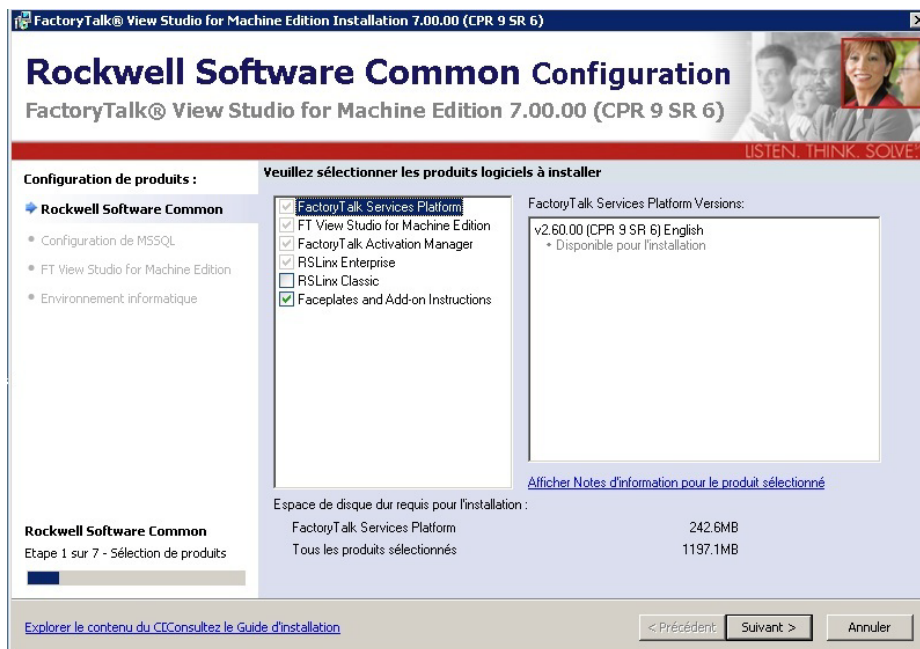 FactoryTalk® View Studio for Machine Edition Installation 7.00.00 (CPR 9 SR 6)
Rockwell Software Common Configuration
FactoryTalk® View Studio for Machine Edition 7.00.00 (CPR 9 SR 6)
LISTEN. THINK. SOLVE.
Configuration de produits :
Rockwell Software Common
Configuration de MSSQL
FT View Studio for Machine Edition
Environnement informatique
Veuillez sélectionner les produits logiciels à installer
FactoryTalk Services Platform
FT View Studio for Machine Edition
FactoryTalk Activation Manager
RSLinx Enterprise
RSLinx Classic
Faceplates and Add-on Instructions
FactoryTalk Services Platform Versions:
v2.60.00 (CPR 9 SR 6) English
• Disponible pour l'installation
Afficher Notes d'information pour le produit sélectionné
Espace de disque dur requis pour l'installation :
FactoryTalk Services Platform 242.6MB
Tous les produits sélectionnés 1197.1MB
Rockwell Software Common
Etape 1 sur 7 - Sélection de produits
Explorer le contenu du CDConsultez le Guide d'installation
< Précédent Suivant > Annuler